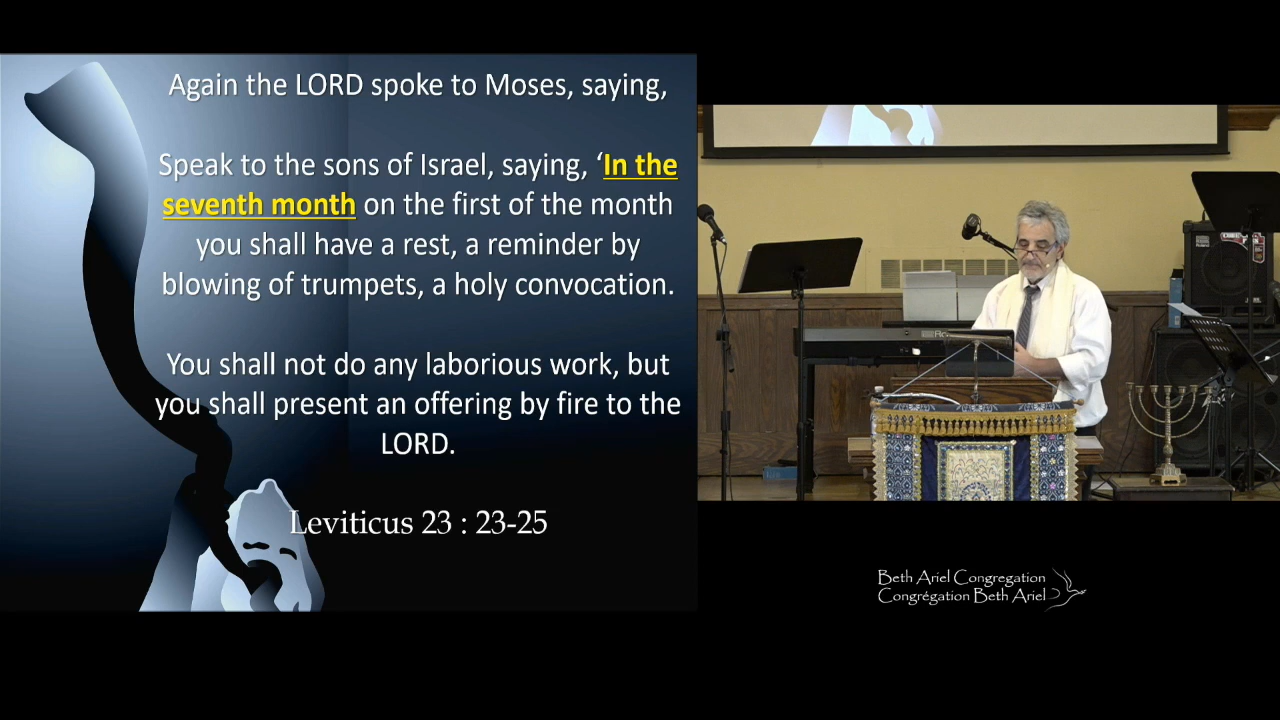 Again the LORD spoke to Moses, saying,
Speak to the sons of Israel, saying, ‘In the
seventh month on the first of the month
you shall have a rest, a reminder by
blowing of trumpets, a holy convocation.
You shall not do any laborious work, but
you shall present an offering by fire to the
LORD.
Leviticus 23 : 23-25
Beth Ariel Congregation
Congrégation Beth Ariel